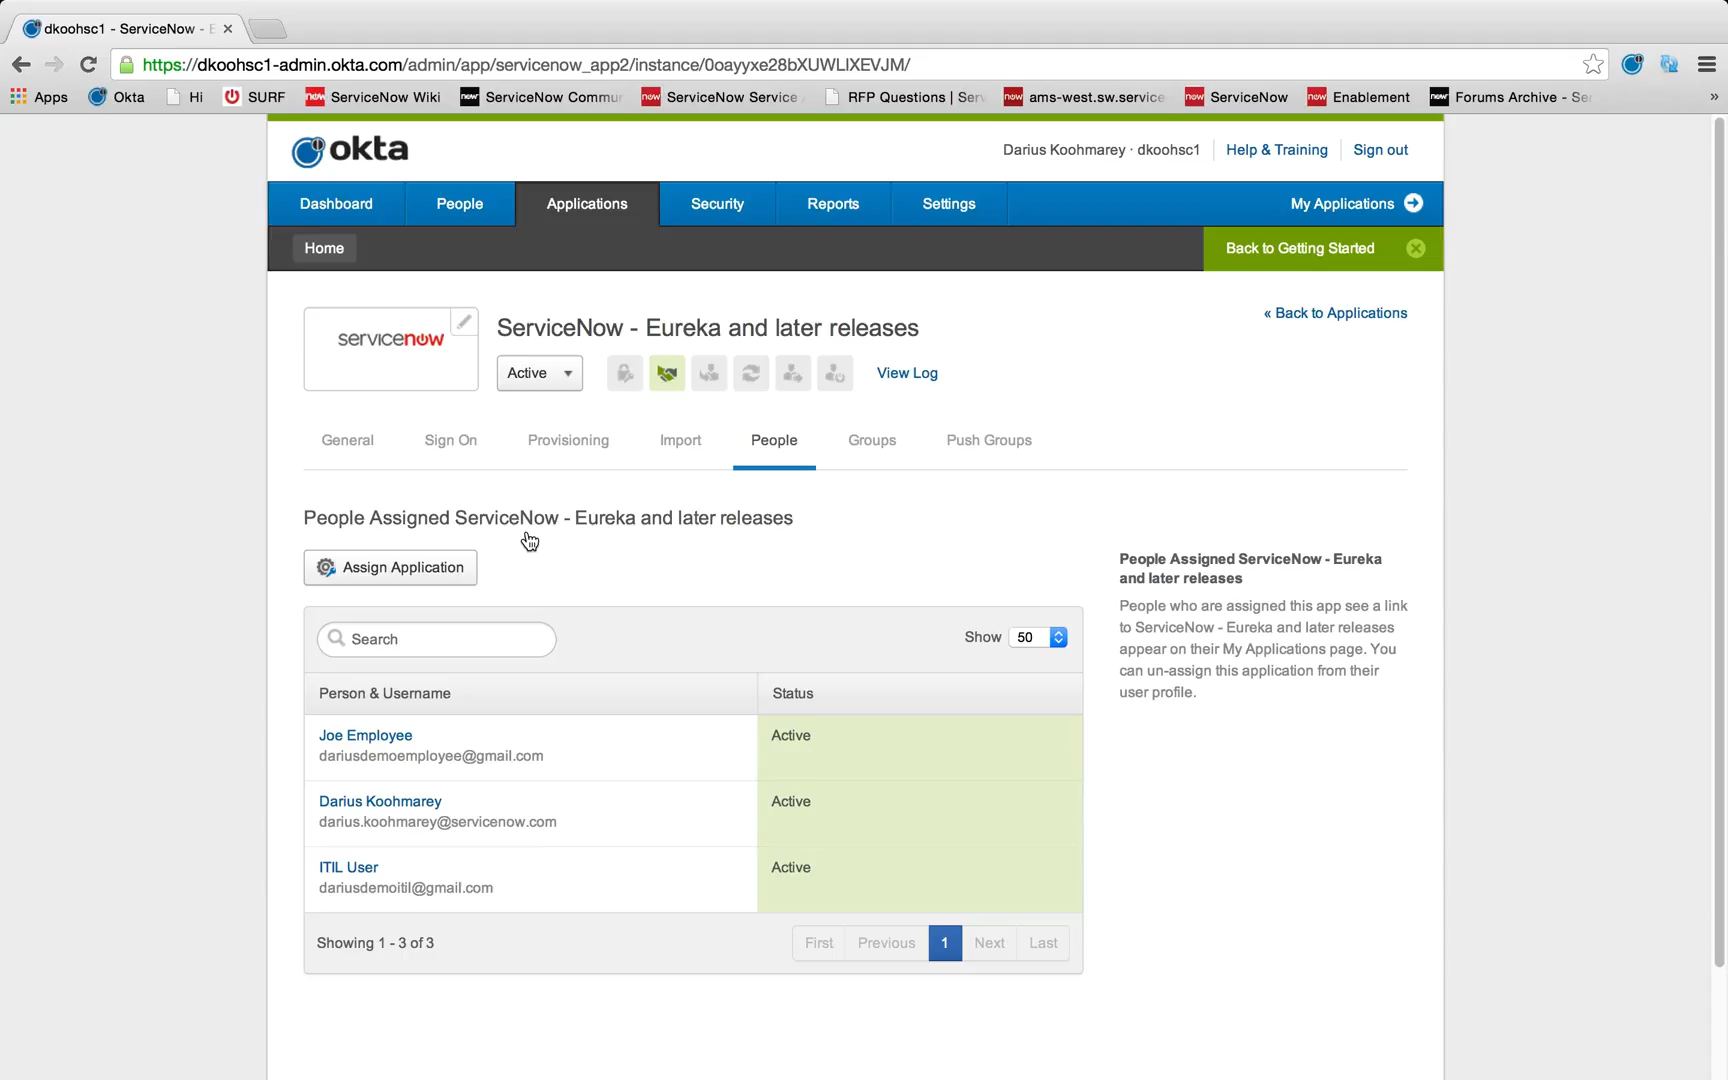 dkoohsc1 - ServiceNow - E
https://dkoohsc1-admin.okta.com/admin/app/servicenow_app2/instance/0oayyxe28bXUWLIXEVJM/
Apps Okta Hi SURF ServiceNow Wiki ServiceNow Commur ServiceNow Service RFP Questions | Serv ams-west.sw.service ServiceNow Enablement Forums Archive - Ser »
okta
Darius Koohmarey · dkoohsc1 Help & Training Sign out
Dashboard People Applications Security Reports Settings My Applications
Home Back to Getting Started
servicenow
ServiceNow - Eureka and later releases
« Back to Applications
Active View Log
General Sign On Provisioning Import People Groups Push Groups
People Assigned ServiceNow - Eureka and later releases
Assign Application
Search Show 50
Person & Username Status
Joe Employee Active
dariusdemoemployee@gmail.com
Darius Koohmarey Active
darius.koohmarey@servicenow.com
ITIL User Active
dariusdemoitil@gmail.com
Showing 1 - 3 of 3 First Previous 1 Next Last
People Assigned ServiceNow - Eureka
and later releases
People who are assigned this app see a link
to ServiceNow - Eureka and later releases
appear on their My Applications page. You
can un-assign this application from their
user profile.